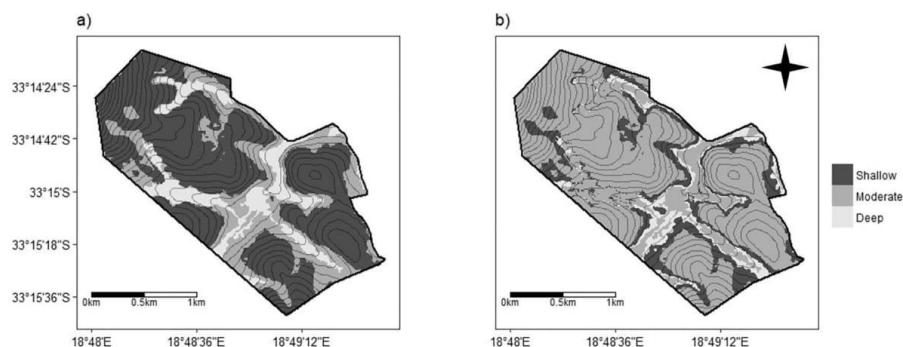 a)
b)
33°14'24"S
33°14'42"S
33°15'S
33°15'18"S
33°15'36"S
0km 0.5km 1km
0km 0.5km 1km
18°48'E 18°48'36"E 18°49'12"E
18°48'E 18°48'36"E 18°49'12"E
Shallow
Moderate
Deep